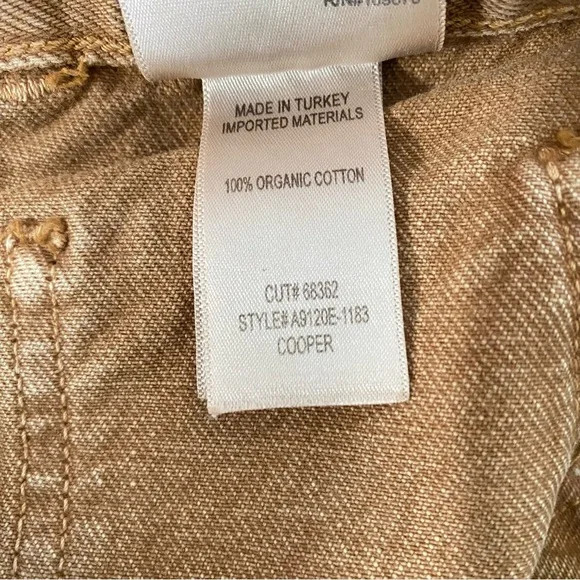 MADE IN TURKEY
IMPORTED MATERIALS
100% ORGANIC COTTON
CUT# 68362
STYLE# A9120E-1183
COOPER